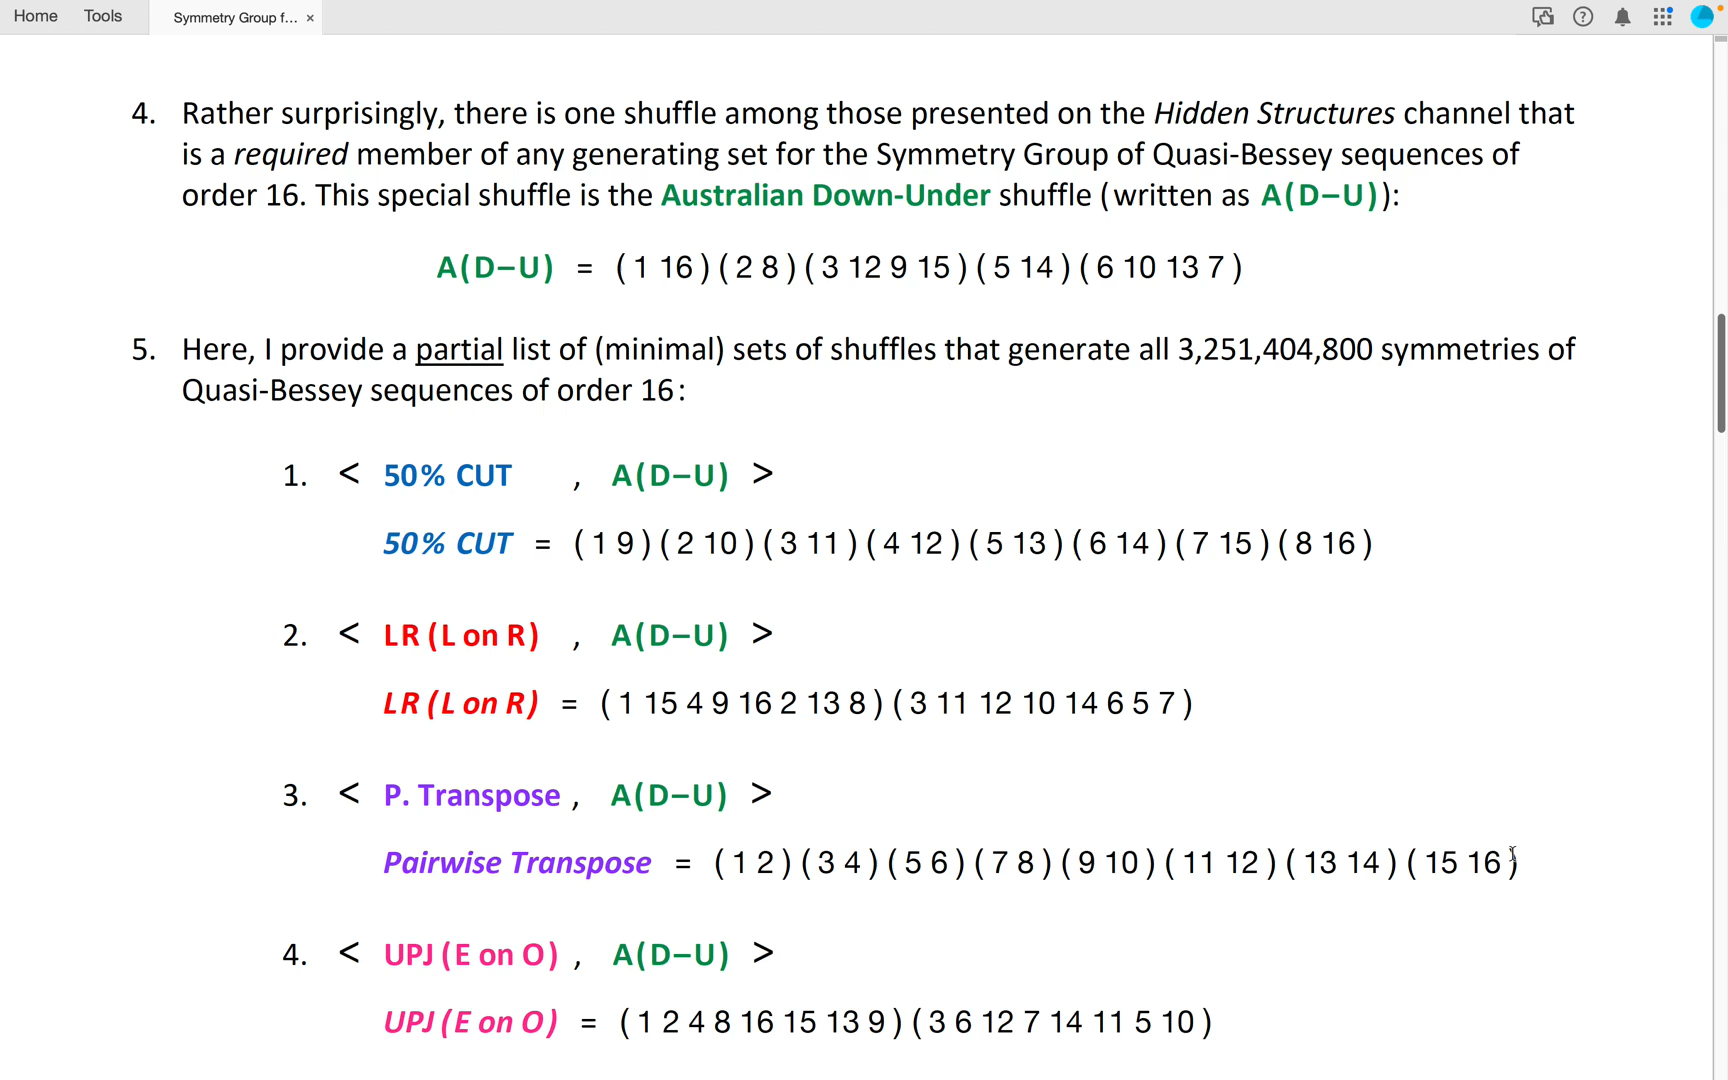 Home Tools Symmetry Group f... ×
4. Rather surprisingly, there is one shuffle among those presented on the Hidden Structures channel that
is a required member of any generating set for the Symmetry Group of Quasi-Bessey sequences of
order 16. This special shuffle is the Australian Down-Under shuffle (written as A(D–U)):
A(D–U) = (1 16)(2 8)(3 12 9 15)(5 14)(6 10 13 7)
5. Here, I provide a partial list of (minimal) sets of shuffles that generate all 3,251,404,800 symmetries of
Quasi-Bessey sequences of order 16:
1. < 50% CUT , A(D–U) >
50% CUT = (1 9)(2 10)(3 11)(4 12)(5 13)(6 14)(7 15)(8 16)
2. < LR(L on R) , A(D–U) >
LR(L on R) = (1 15 4 9 16 2 13 8)(3 11 12 10 14 6 5 7)
3. < P. Transpose , A(D–U) >
Pairwise Transpose = (1 2)(3 4)(5 6)(7 8)(9 10)(11 12)(13 14)(15 16)
4. < UPJ(E on O) , A(D–U) >
UPJ(E on O) = (1 2 4 8 16 15 13 9)(3 6 12 7 14 11 5 10)